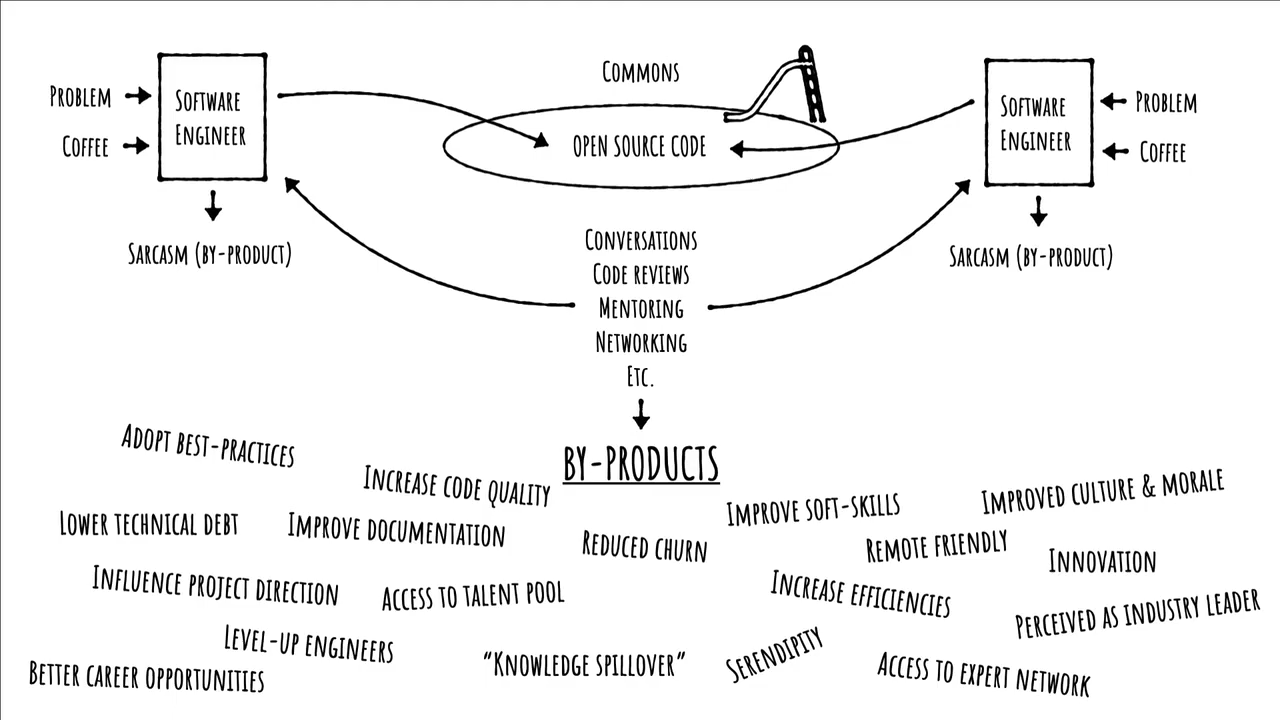 Commons
Problem
Coffee
Software
Engineer
Sarcasm (by-product)
Open Source Code
Software
Engineer
Problem
Coffee
Sarcasm (by-product)
Conversations
Code reviews
Mentoring
Networking
Etc.
By-products
Adopt best-practices
Increase code quality
Improve soft-skills
Improved culture & morale
Lower technical debt
Improve documentation
Reduced churn
Remote friendly
Innovation
Influence project direction
Access to talent pool
Increase efficiencies
Perceived as industry leader
Level-up engineers
"Knowledge spillover"
Serendipity
Access to expert network
Better career opportunities